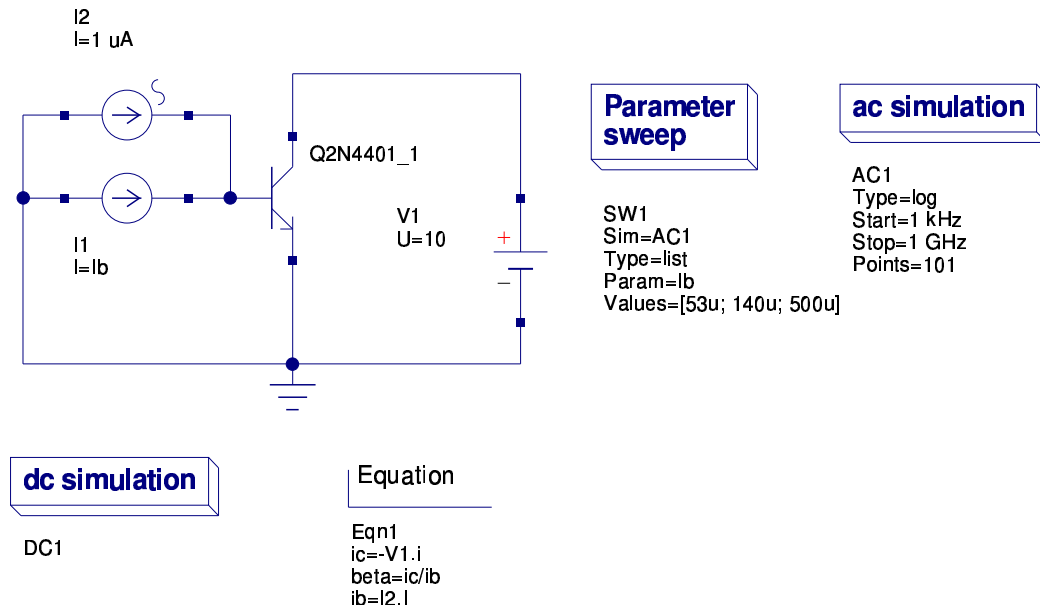 I2
I=1 uA
Q2N4401_1
I1
I=Ib
V1
U=10
+
−
Parameter
sweep
SW1
Sim=AC1
Type=list
Param=Ib
Values=[53u; 140u; 500u]
ac simulation
AC1
Type=log
Start=1 kHz
Stop=1 GHz
Points=101
dc simulation
DC1
Equation
Eqn1
ic=-V1.i
beta=ic/ib
ib=I2.I